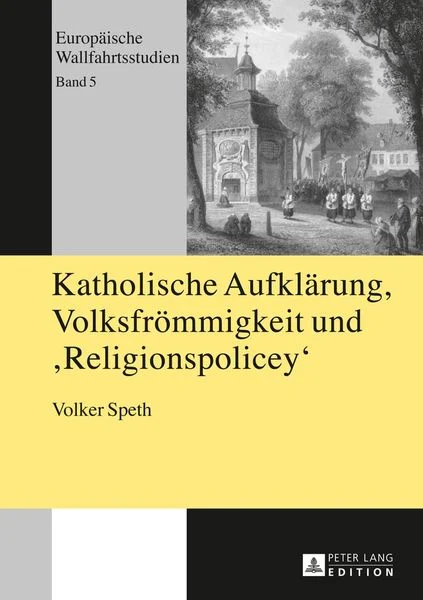 Europäische
Wallfahrtsstudien
Band 5
Katholische Aufklärung,
Volksfrömmigkeit und
‚Religionspolicey‘
Volker Speth
PETER LANG
EDITION